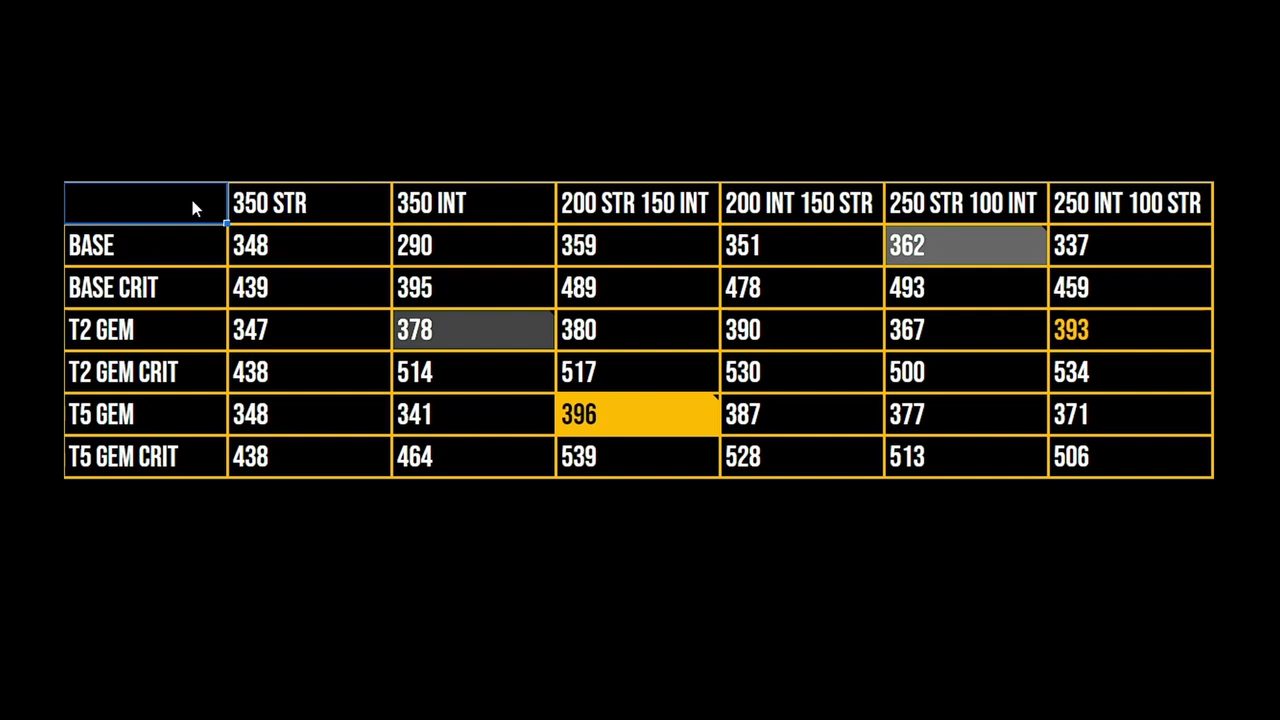 350 STR 350 INT 200 STR 150 INT 200 INT 150 STR 250 STR 100 INT 250 INT 100 STR
BASE 348 290 359 351 362 337
BASE CRIT 439 395 489 478 493 459
T2 GEM 347 378 380 390 367 393
T2 GEM CRIT 438 514 517 530 500 534
T5 GEM 348 341 396 387 377 371
T5 GEM CRIT 438 464 539 528 513 506